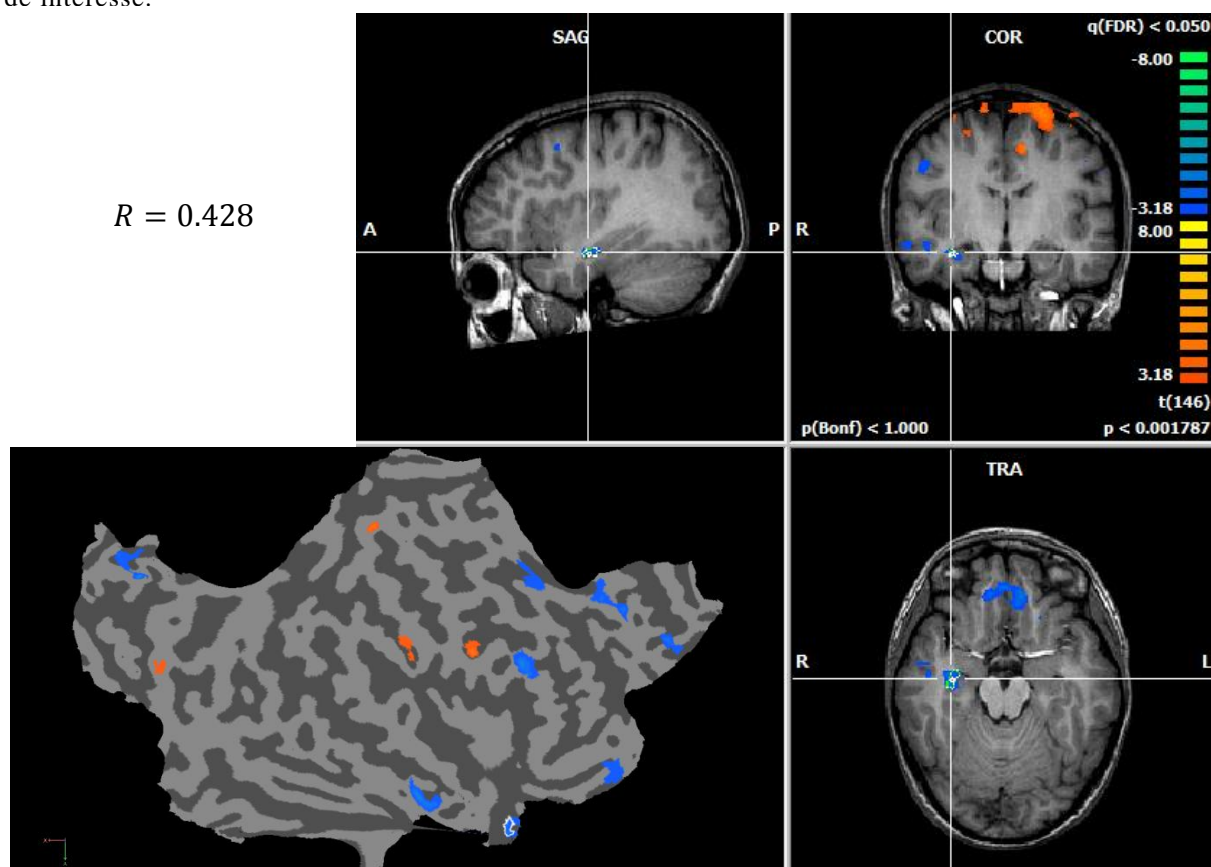 de interesse.
SAG
COR
q(FDR) < 0.050
-8.00
R = 0.428
-3.18
A
P
R
8.00
3.18
t(146)
p(Bonf) < 1.000
p < 0.001787
TRA
R
L